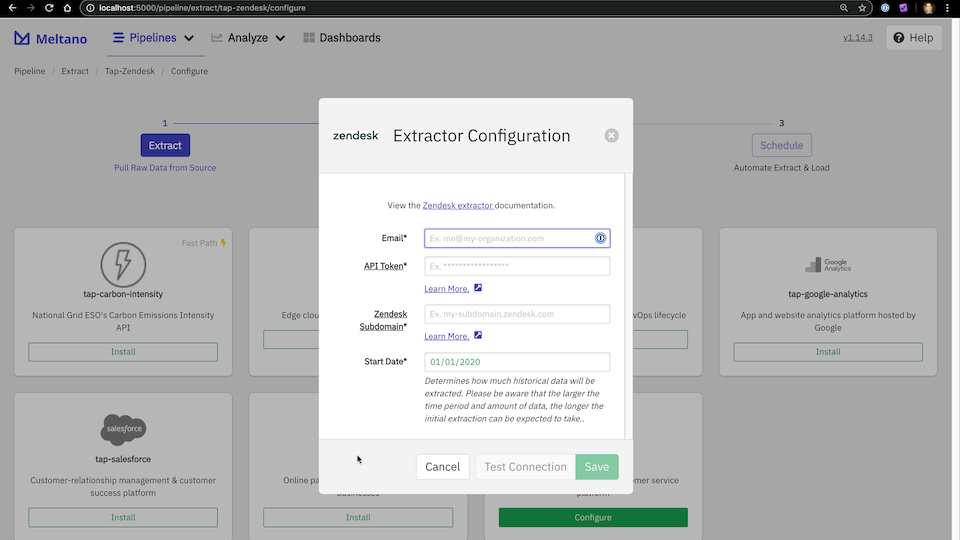 localhost:5000/pipeline/extract/tap-zendesk/configure
Meltano
Pipelines
Analyze
Dashboards
v1.14.3
Help
Pipeline / Extract / Tap-Zendesk / Configure
1
3
Extract
Schedule
Pull Raw Data from Source
Automate Extract & Load
zendesk
Extractor Configuration
View the Zendesk extractor documentation.
Email*
Ex. me@my-organization.com
API Token*
Ex. *****************
Learn More.
Zendesk
Subdomain*
Ex. my-subdomain.zendesk.com
Learn More.
Start Date*
01/01/2020
Determines how much historical data will be
extracted. Please be aware that the larger the
time period and amount of data, the longer the
initial extraction can be expected to take..
Cancel
Test Connection
Save
Fast Path
tap-carbon-intensity
National Grid ESO's Carbon Emissions Intensity
API
Install
Edge clou
vOps lifecycle
Google
Analytics
tap-google-analytics
App and website analytics platform hosted by
Google
Install
salesforce
tap-salesforce
Customer-relationship management & customer
success platform
Install
Online pa
businesses
Install
omer service
platform
Configure